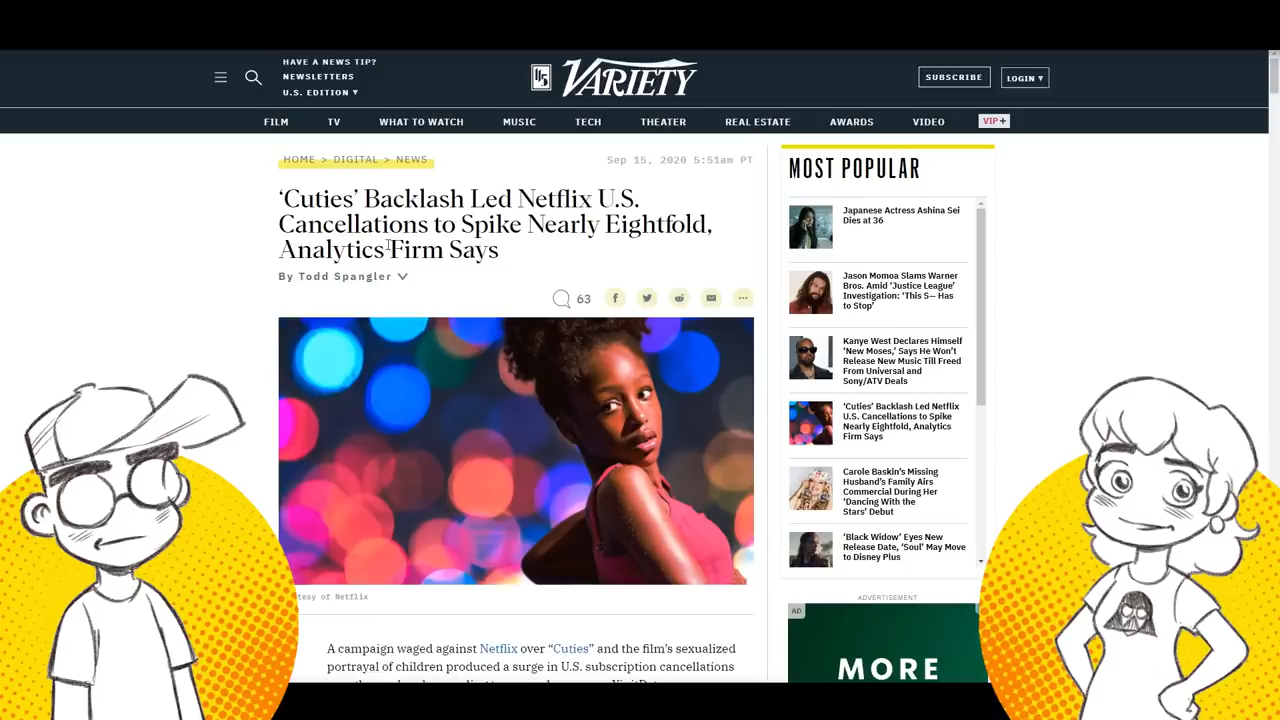 HAVE A NEWS TIP?
NEWSLETTERS
U.S. EDITION ▾
VARIETY
SUBSCRIBE
LOGIN ▾
FILM TV WHAT TO WATCH MUSIC TECH THEATER REAL ESTATE AWARDS VIDEO VIP+
HOME > DIGITAL > NEWS
Sep 15, 2020 5:51am PT
‘Cuties’ Backlash Led Netflix U.S.
Cancellations to Spike Nearly Eightfold,
Analytics Firm Says
By Todd Spangler
63
tesy of Netflix
A campaign waged against Netflix over “Cuties” and the film’s sexualized
portrayal of children produced a surge in U.S. subscription cancellations
MOST POPULAR
Japanese Actress Ashina Sei
Dies at 36
Jason Momoa Slams Warner
Bros. Amid ‘Justice League’
Investigation: ‘This S— Has
to Stop’
Kanye West Declares Himself
‘New Moses,’ Says He Won’t
Release New Music Till Freed
From Universal and
Sony/ATV Deals
‘Cuties’ Backlash Led Netflix
U.S. Cancellations to Spike
Nearly Eightfold, Analytics
Firm Says
Carole Baskin’s Missing
Husband’s Family Airs
Commercial During Her
‘Dancing With the
Stars’ Debut
‘Black Widow’ Eyes New
Release Date, ‘Soul’ May Move
to Disney Plus
ADVERTISEMENT
AD
MORE